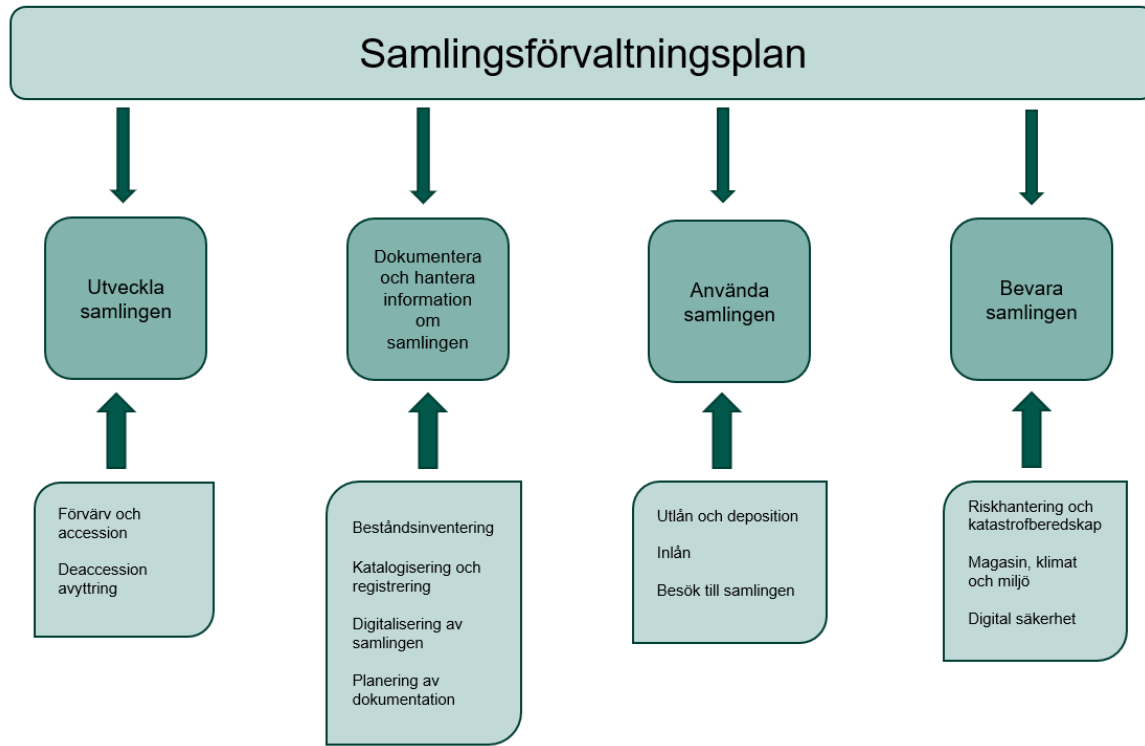 Samlingsförvaltningsplan
Utveckla
samlingen
Dokumentera
och hantera
information
om
samlingen
Använda
samlingen
Bevara
samlingen
Förvärv och
accession
Deaccession
avyttring
Beståndsinventering
Katalogisering och
registrering
Digitalisering av
samlingen
Planering av
dokumentation
Utlån och deposition
Inlån
Besök till samlingen
Riskhantering och
katastrofberedskap
Magasin, klimat
och miljö
Digital säkerhet